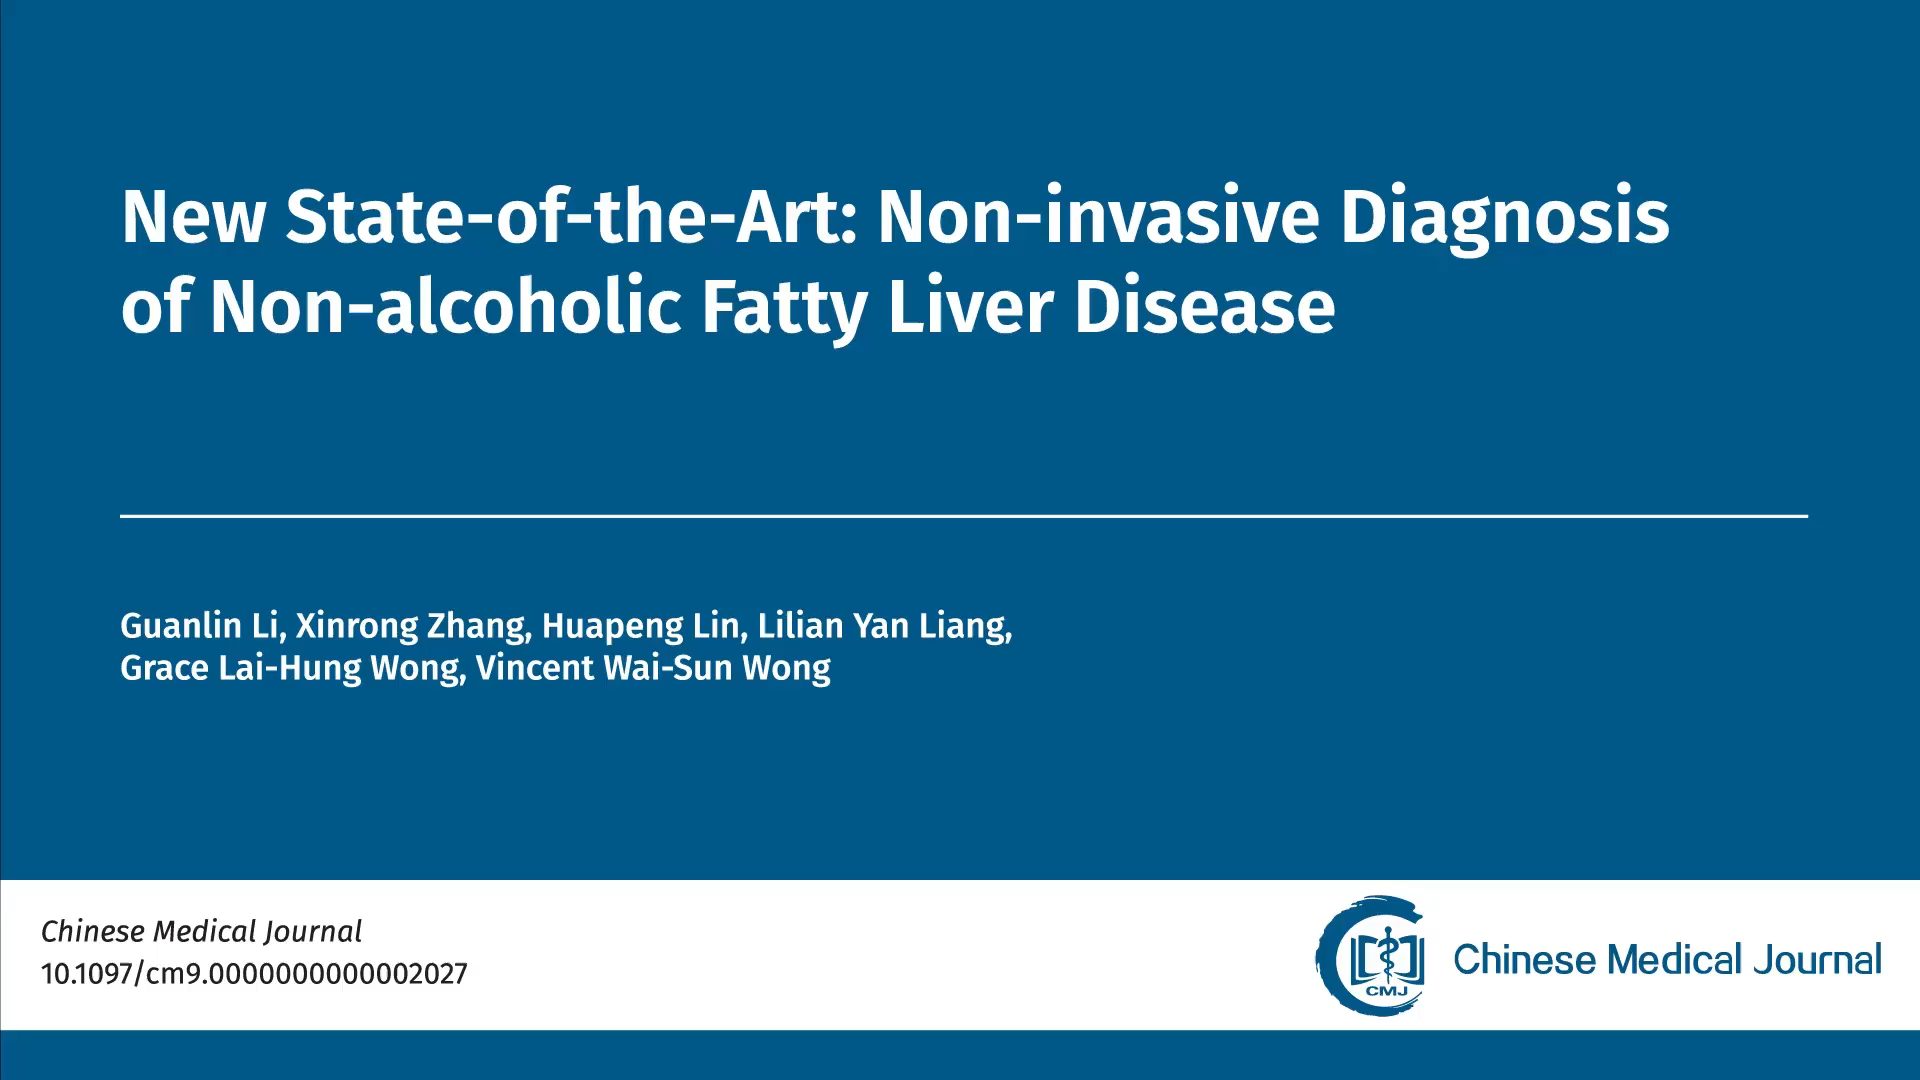 New State-of-the-Art: Non-invasive Diagnosis
of Non-alcoholic Fatty Liver Disease
Guanlin Li, Xinrong Zhang, Huapeng Lin, Lilian Yan Liang,
Grace Lai-Hung Wong, Vincent Wai-Sun Wong
Chinese Medical Journal
10.1097/cm9.0000000000002027
CMJ
Chinese Medical Journal